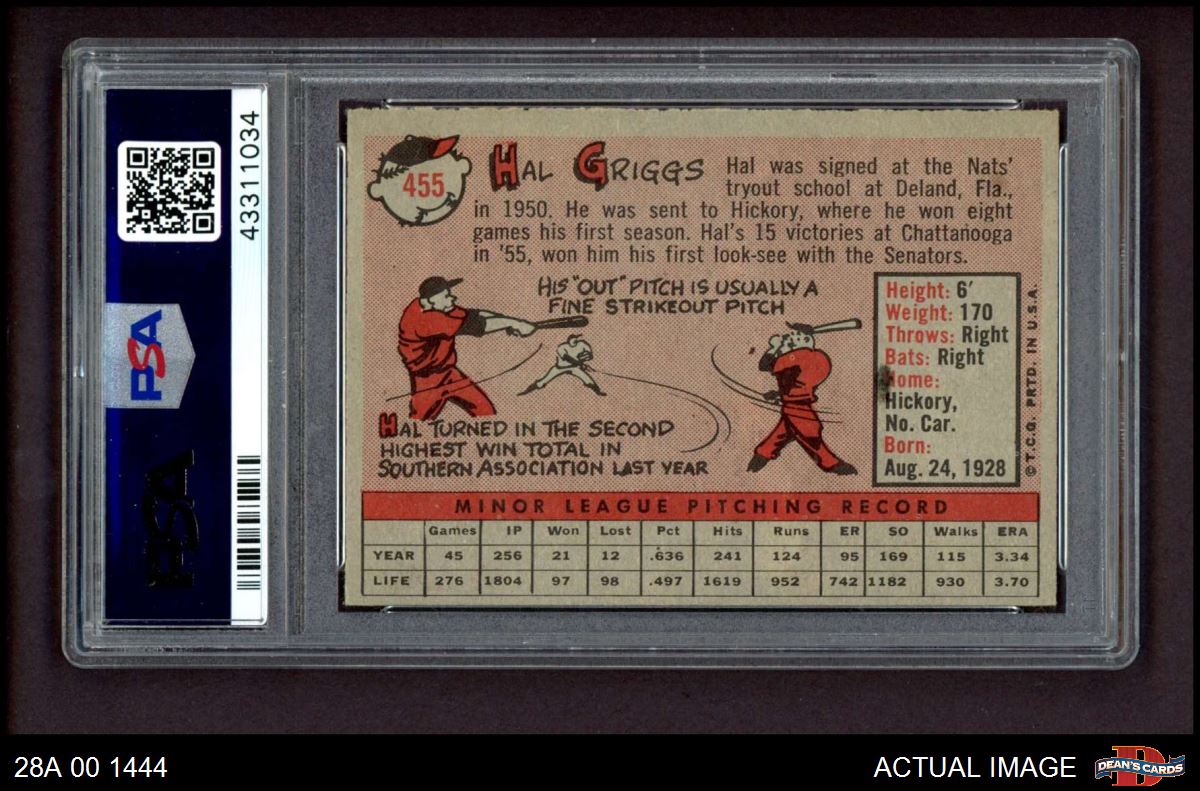 43311034
PSA
PSA
455
HAL GRIGGS
Hal was signed at the Nats'
tryout school at Deland, Fla.,
in 1950. He was sent to Hickory, where he won eight
games his first season. Hal's 15 victories at Chattanooga
in '55, won him his first look-see with the Senators.
HIS "OUT" PITCH IS USUALLY A
FINE STRIKEOUT PITCH
HAL TURNED IN THE SECOND
HIGHEST WIN TOTAL IN
SOUTHERN ASSOCIATION LAST YEAR
Height: 6'
Weight: 170
Throws: Right
Bats: Right
Home:
Hickory,
No. Car.
Born:
Aug. 24, 1928
© T.C.G. PRTD. IN U.S.A.
MINOR LEAGUE PITCHING RECORD
Games IP Won Lost Pct Hits Runs ER SO Walks ERA
YEAR 45 256 21 12 .636 241 124 95 169 115 3.34
LIFE 276 1804 97 98 .497 1619 952 742 1182 930 3.70
28A 00 1444
ACTUAL IMAGE
DEAN'S CARDS